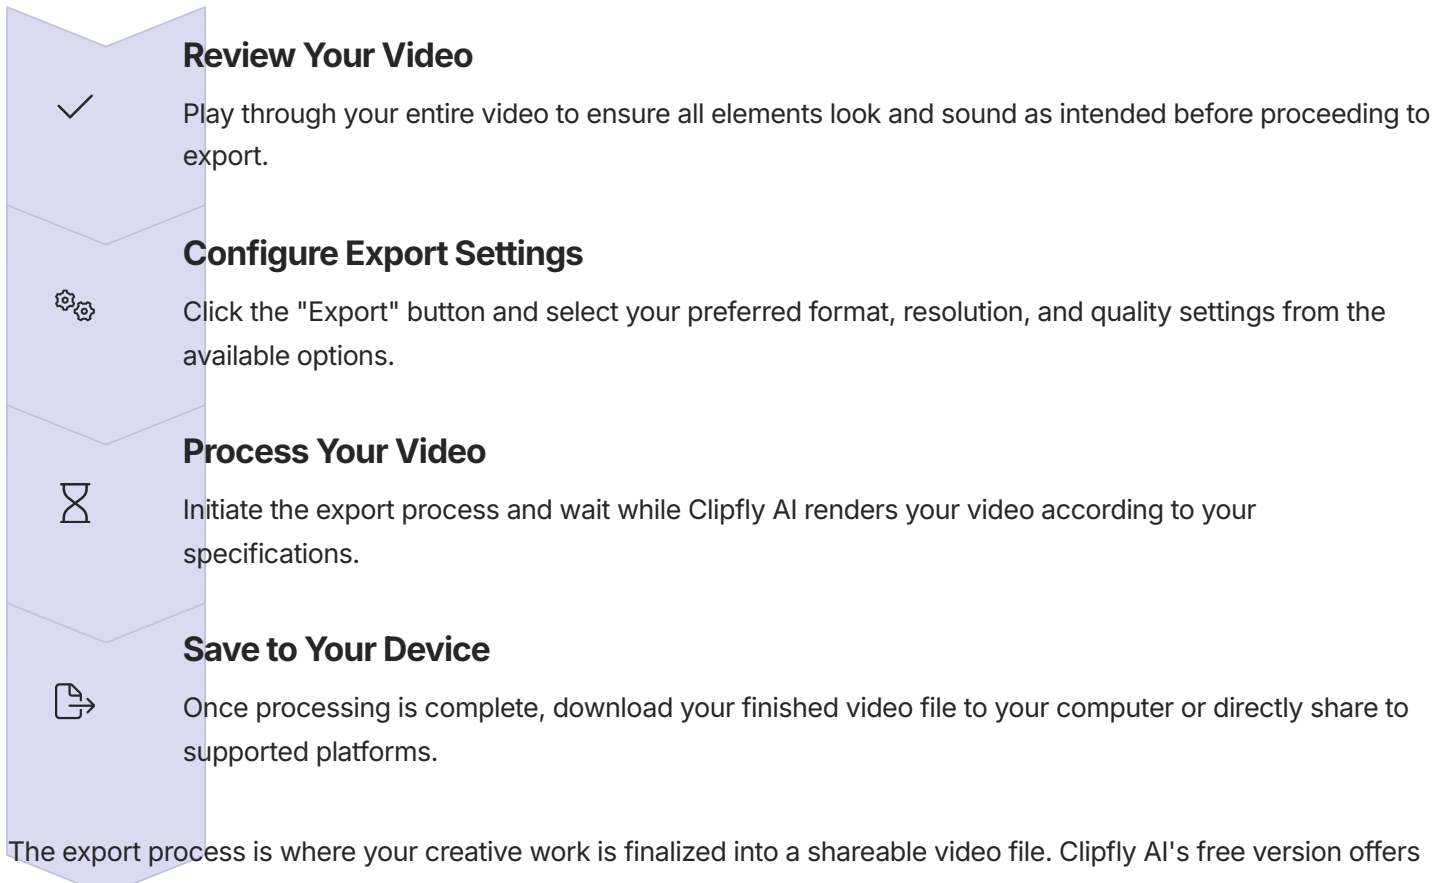 Review Your Video
Play through your entire video to ensure all elements look and sound as intended before proceeding to
export.
Configure Export Settings
Click the "Export" button and select your preferred format, resolution, and quality settings from the
available options.
Process Your Video
Initiate the export process and wait while Clipfly AI renders your video according to your
specifications.
Save to Your Device
Once processing is complete, download your finished video file to your computer or directly share to
supported platforms.
The export process is where your creative work is finalized into a shareable video file. Clipfly AI's free version offers